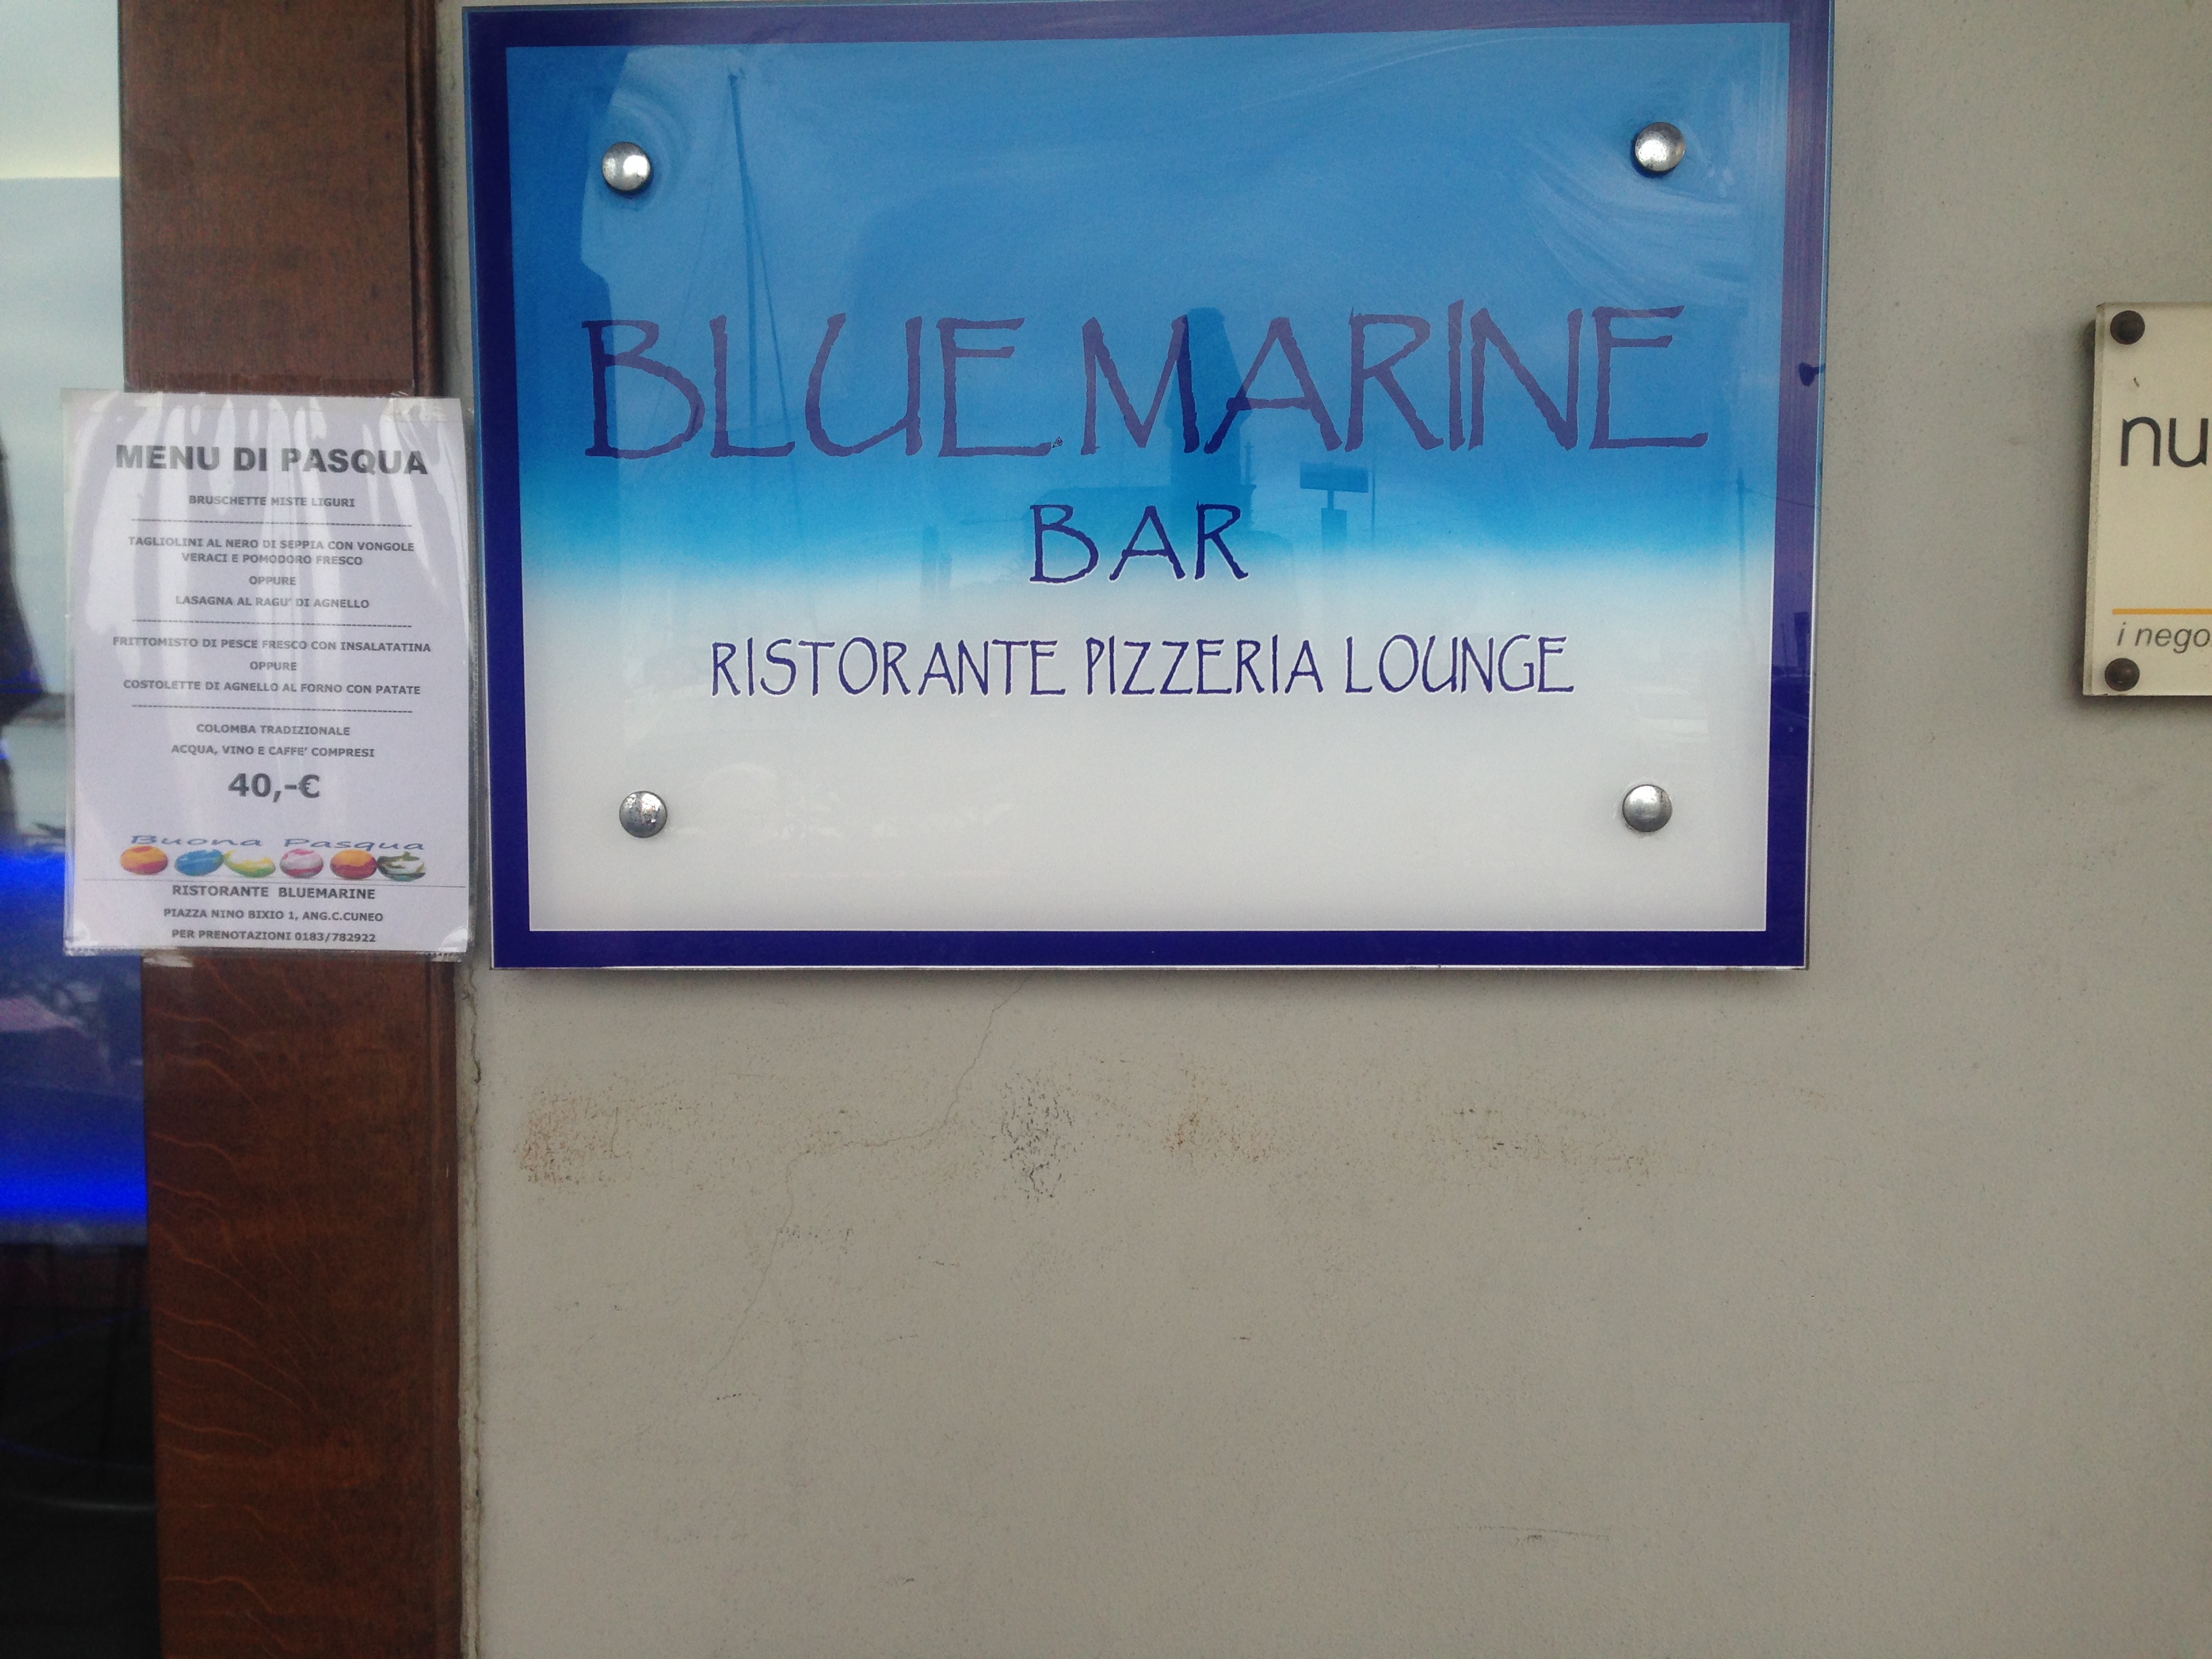 MENU DI PASQUA
BRUSCHETTE MISTE LIGURI
TAGLIOLINI AL NERO DI SEPPIA CON VONGOLE
VERACI E POMODORO FRESCO
OPPURE
LASAGNA AL RAGU' DI AGNELLO
FRITTOMISTO DI PESCE FRESCO CON INSALATATINA
OPPURE
COSTOLETTE DI AGNELLO AL FORNO CON PATATE
COLOMBA TRADIZIONALE
ACQUA, VINO E CAFFE' COMPRESI
40,-€
Buona Pasqua
RISTORANTE BLUEMARINE
PIAZZA NINO BIXIO 1, ANG.C.CUNEO
PER PRENOTAZIONI 0183/782922
BLUE.MARINE
BAR
RISTORANTE PIZZERIA LOUNGE
nu
i nego